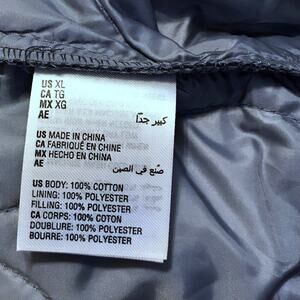 US XL
CA TG
MX XG
AE كبير جدًا
US MADE IN CHINA
CA FABRIQUÉ EN CHINE
MX HECHO EN CHINA
AE صنع في الصين
US BODY: 100% COTTON
LINING: 100% POLYESTER
FILLING: 100% POLYESTER
CA CORPS: 100% COTON
DOUBLURE: 100% POLYESTER
BOURRE: 100% POLYESTER